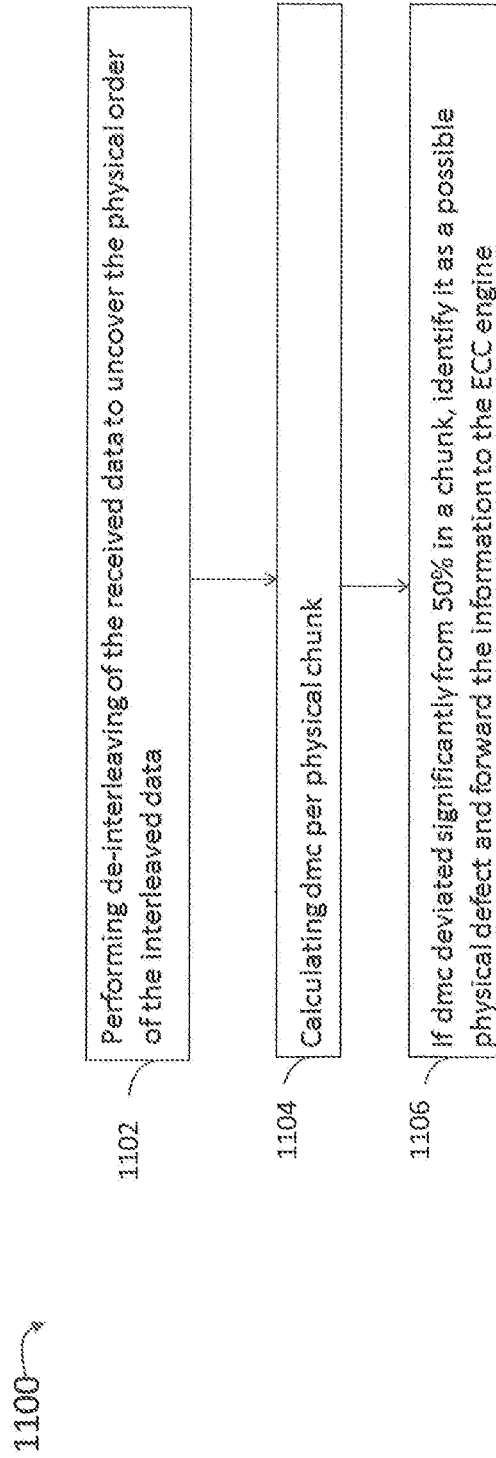 1100
1102
Performing de-interleaving of the received data to uncover the physical order
of the interleaved data
1104
Calculating dmc per physical chunk
1106
If dmc deviated significantly from 50% in a chunk, identify it as a possible
physical defect and forward the information to the ECC engine